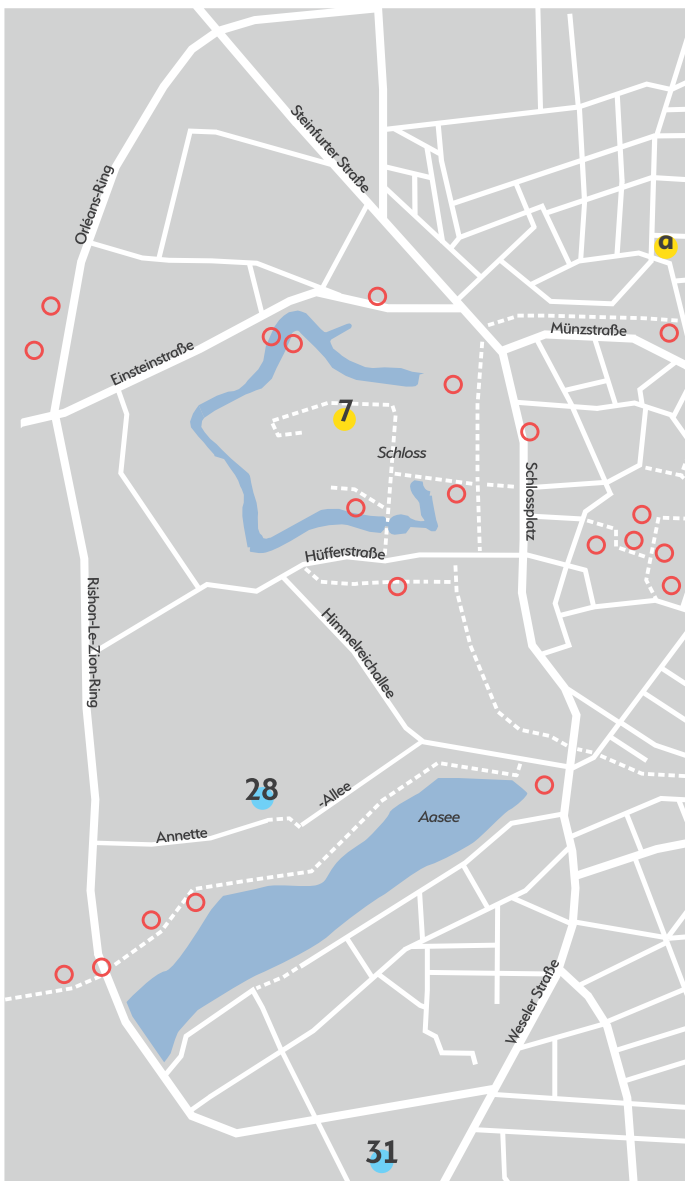 Steinfurter Straße
Orléans-Ring
a
Münzstraße
Einsteinstraße
7
Schloss
Schlossplatz
Hüfferstraße
Rishon-Le-Zion-Ring
Himmelreichallee
28
-Allee
Aasee
Annette
Weseler Straße
31